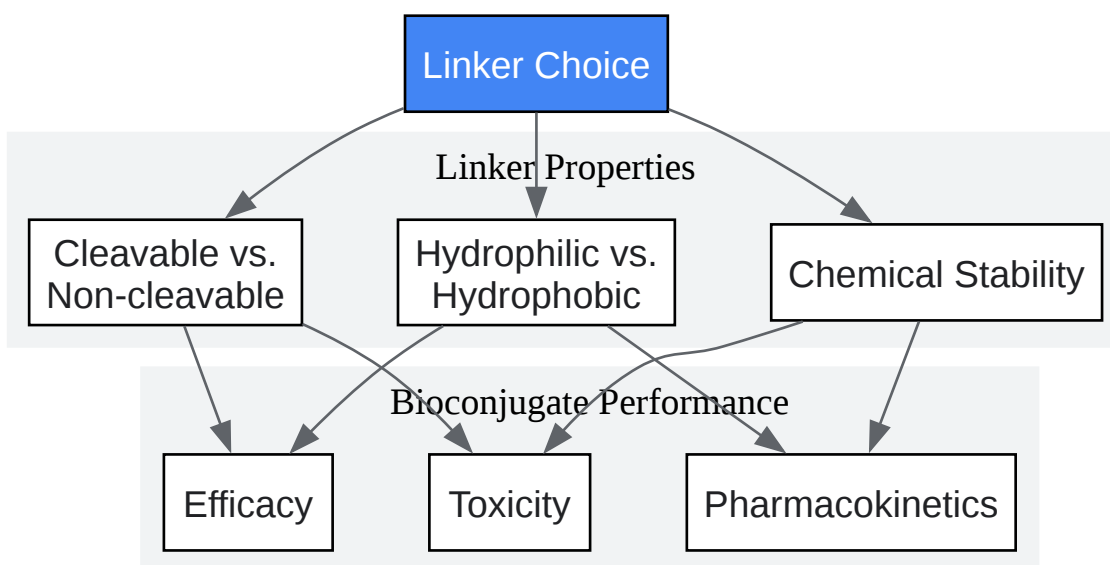 Linker Choice
Linker Properties
Cleavable vs.
Non-cleavable
Hydrophilic vs.
Hydrophobic
Chemical Stability
Bioconjugate Performance
Efficacy
Toxicity
Pharmacokinetics